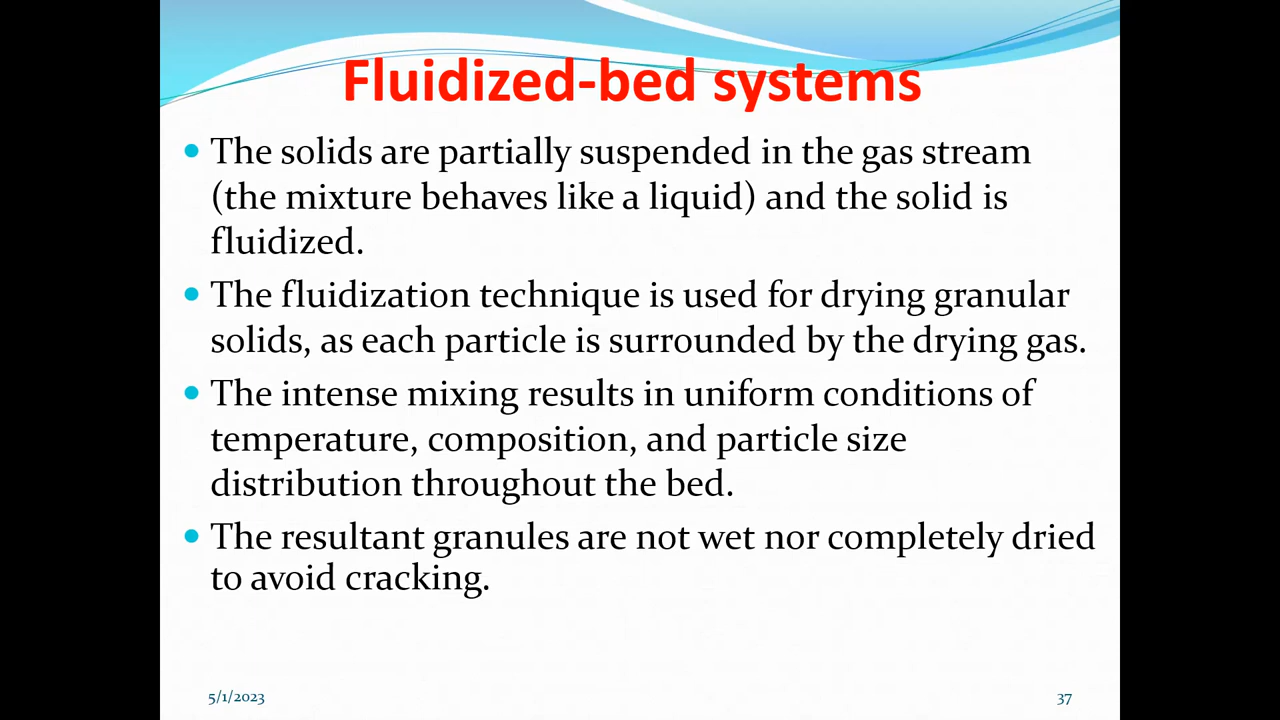 Fluidized-bed systems
• The solids are partially suspended in the gas stream
(the mixture behaves like a liquid) and the solid is
fluidized.
• The fluidization technique is used for drying granular
solids, as each particle is surrounded by the drying gas.
• The intense mixing results in uniform conditions of
temperature, composition, and particle size
distribution throughout the bed.
• The resultant granules are not wet nor completely dried
to avoid cracking.
5/1/2023
37